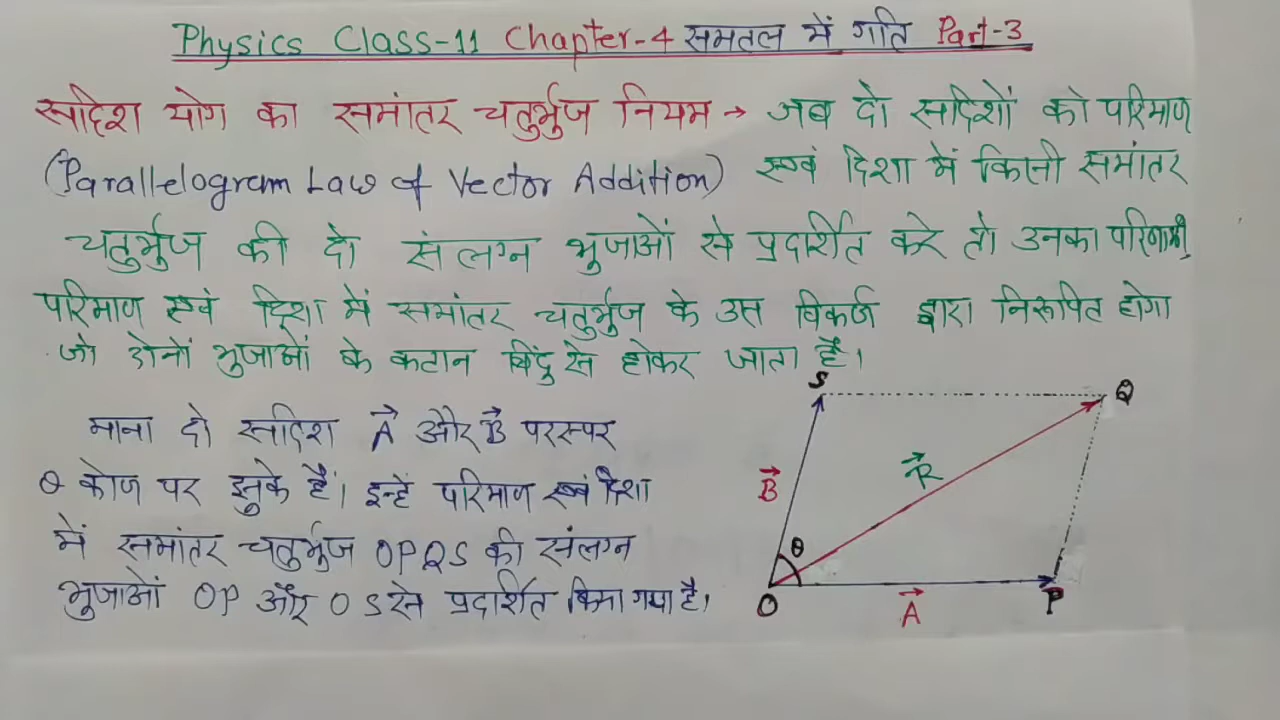 Physics Class-11 Chapter-4 समतल में गति Part-3
सदिश योग का समांतर चतुर्भुज नियम → जब दो सदिशों को परिमाण
(Parallelogram Law of Vector Addition) एवं दिशा में किसी समांतर
चतुर्भुज की दो संलग्न भुजाओं से प्रदर्शित करे तो उनका परिणामी,
परिमाण एवं दिशा में समांतर चतुर्भुज के उस विकर्ज द्वारा निरूपित होगा
जो दोनों भुजाओं के कटान बिंदु से होकर जाता है।
माना दो सदिश A⃗ और B⃗ परस्पर
θ कोण पर झुके हैं। इन्हें परिमाण एवं दिशा
में समांतर चतुर्भुज OPQS की संलग्न
भुजाओं OP और OS से प्रदर्शित किया गया है।
S
Q
B⃗
R⃗
θ
O
A⃗
P